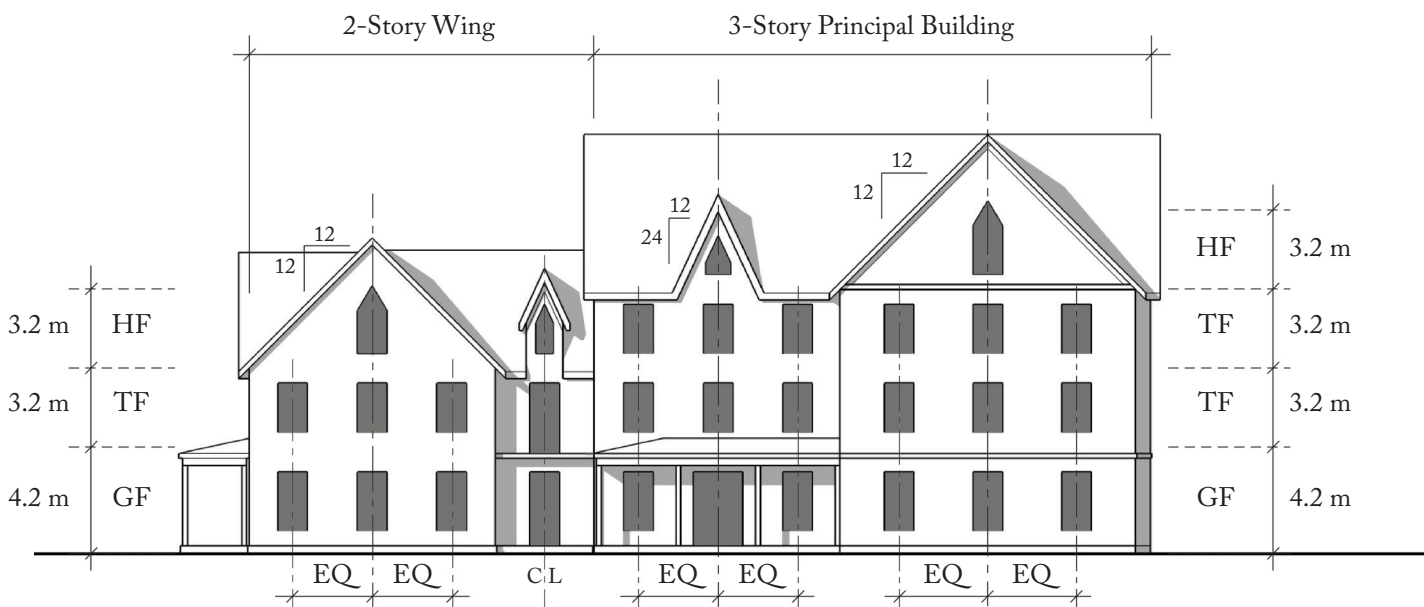 2-Story Wing
3-Story Principal Building
12
12
12
24
12
12
12
3.2 m HF
3.2 m TF
4.2 m GF
HF 3.2 m
TF 3.2 m
TF 3.2 m
GF 4.2 m
EQ EQ CL EQ EQ EQ EQ